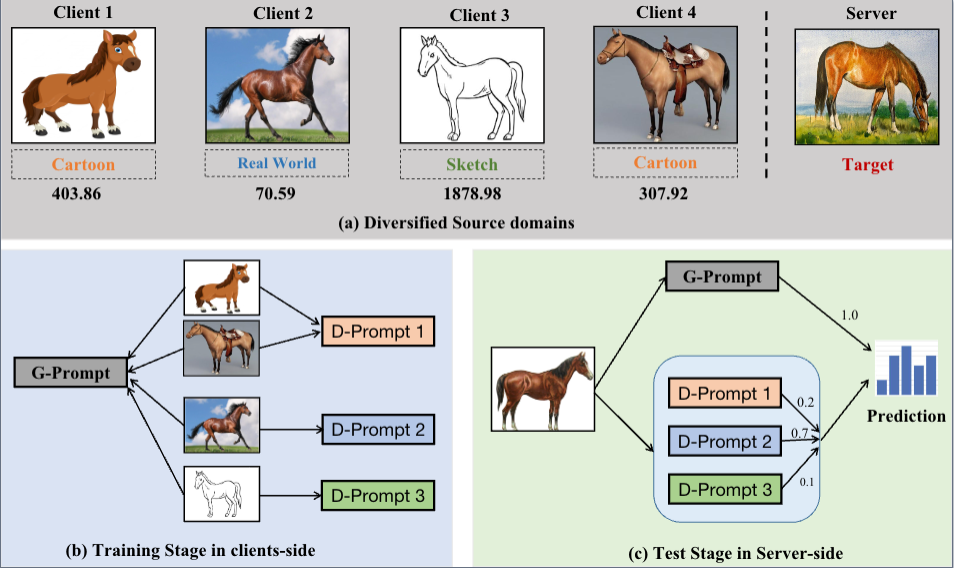 Client 1
Client 2
Client 3
Client 4
Server
Cartoon
Real World
Sketch
Cartoon
Target
403.86
70.59
1878.98
307.92
(a) Diversified Source domains
G-Prompt
D-Prompt 1
D-Prompt 2
D-Prompt 3
(b) Training Stage in clients-side
G-Prompt
1.0
D-Prompt 1
0.2
D-Prompt 2
0.7
D-Prompt 3
0.1
Prediction
(c) Test Stage in Server-side